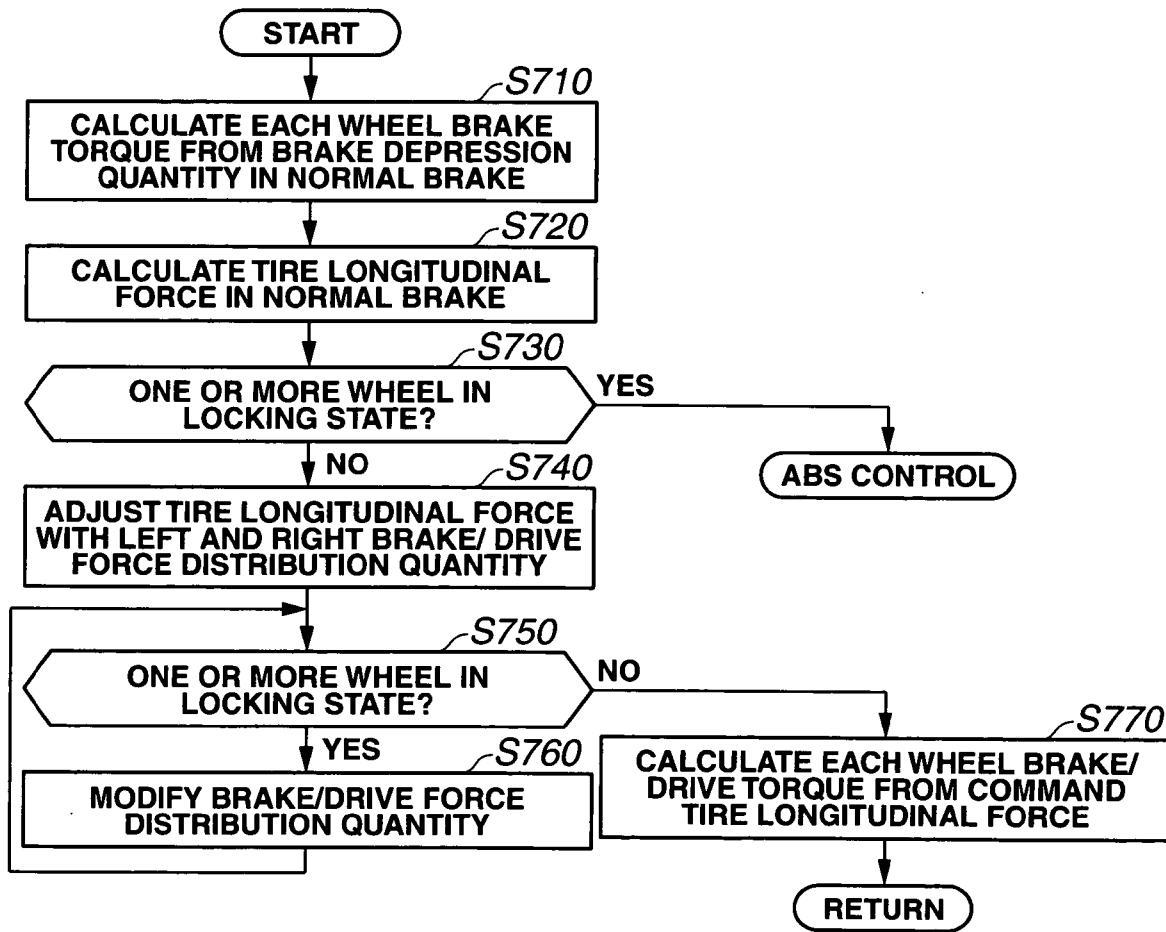 START
S710
CALCULATE EACH WHEEL BRAKE
TORQUE FROM BRAKE DEPRESSION
QUANTITY IN NORMAL BRAKE
S720
CALCULATE TIRE LONGITUDINAL
FORCE IN NORMAL BRAKE
S730
ONE OR MORE WHEEL IN
LOCKING STATE?
YES
ABS CONTROL
NO
S740
ADJUST TIRE LONGITUDINAL FORCE
WITH LEFT AND RIGHT BRAKE/ DRIVE
FORCE DISTRIBUTION QUANTITY
S750
ONE OR MORE WHEEL IN
LOCKING STATE?
NO
YES
S760
MODIFY BRAKE/DRIVE FORCE
DISTRIBUTION QUANTITY
S770
CALCULATE EACH WHEEL BRAKE/
DRIVE TORQUE FROM COMMAND
TIRE LONGITUDINAL FORCE
RETURN